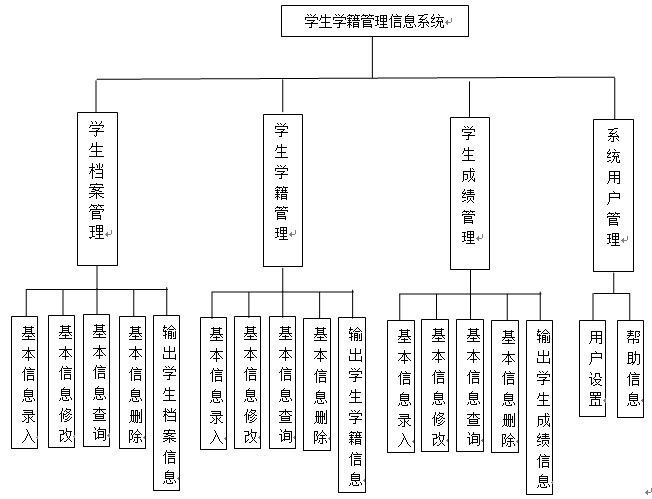 学生学籍管理信息系统
学生档案管理
学生学籍管理
学生成绩管理
系统用户管理
基本信息录入
基本信息修改
基本信息查询
基本信息删除
输出学生档案信息
基本信息录入
基本信息修改
基本信息查询
基本信息删除
输出学生学籍信息
基本信息录入
基本信息修改
基本信息查询
基本信息删除
输出学生成绩信息
用户设置
帮助信息